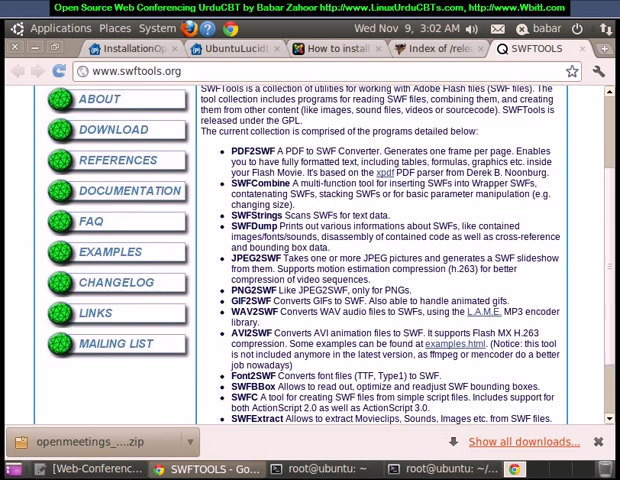 Open Source Web Conferencing UrduCBT by Babar Zahoor http://www.LinuxUrduCBTs.com, http://www.Wbitt.com
Applications Places System Wed Nov 9, 3:02 AM babar
InstallationOp UbuntuLucidL How to install Index of /relea SWFTOOLS
www.swftools.org
ABOUT
DOWNLOAD
REFERENCES
DOCUMENTATION
FAQ
EXAMPLES
CHANGELOG
LINKS
MAILING LIST
SWFTools is a collection of utilities for working with Adobe Flash files (SWF files). The
tool collection includes programs for reading SWF files, combining them, and creating
them from other content (like images, sound files, videos or sourcecode). SWFTools is
released under the GPL.
The current collection is comprised of the programs detailed below:
PDF2SWF A PDF to SWF Converter. Generates one frame per page. Enables
you to have fully formatted text, including tables, formulas, graphics etc. inside
your Flash Movie. It's based on the xpdf PDF parser from Derek B. Noonburg.
SWFCombine A multi-function tool for inserting SWFs into Wrapper SWFs,
contatenating SWFs, stacking SWFs or for basic parameter manipulation (e.g.
changing size).
SWFStrings Scans SWFs for text data.
SWFDump Prints out various informations about SWFs, like contained
images/fonts/sounds, disassembly of contained code as well as cross-reference
and bounding box data.
JPEG2SWF Takes one or more JPEG pictures and generates a SWF slideshow
from them. Supports motion estimation compression (h.263) for better
compression of video sequences.
PNG2SWF Like JPEG2SWF, only for PNGs.
GIF2SWF Converts GIFs to SWF. Also able to handle animated gifs.
WAV2SWF Converts WAV audio files to SWFs, using the L.A.M.E. MP3 encoder
library.
AVI2SWF Converts AVI animation files to SWF. It supports Flash MX H.263
compression. Some examples can be found at examples.html. (Notice: this tool
is not included anymore in the latest version, as ffmpeg or mencoder do a better
job nowadays)
Font2SWF Converts font files (TTF, Type1) to SWF.
SWFBBox Allows to read out, optimize and readjust SWF bounding boxes.
SWFC A tool for creating SWF files from simple script files. Includes support for
both ActionScript 2.0 as well as ActionScript 3.0.
SWFExtract Allows to extract Movieclips, Sounds, Images etc. from SWF files.
openmeetings_....zip Show all downloads...
[Web-Conferenc... SWFTOOLS - Go... root@ubuntu: ~ root@ubuntu: ~/...